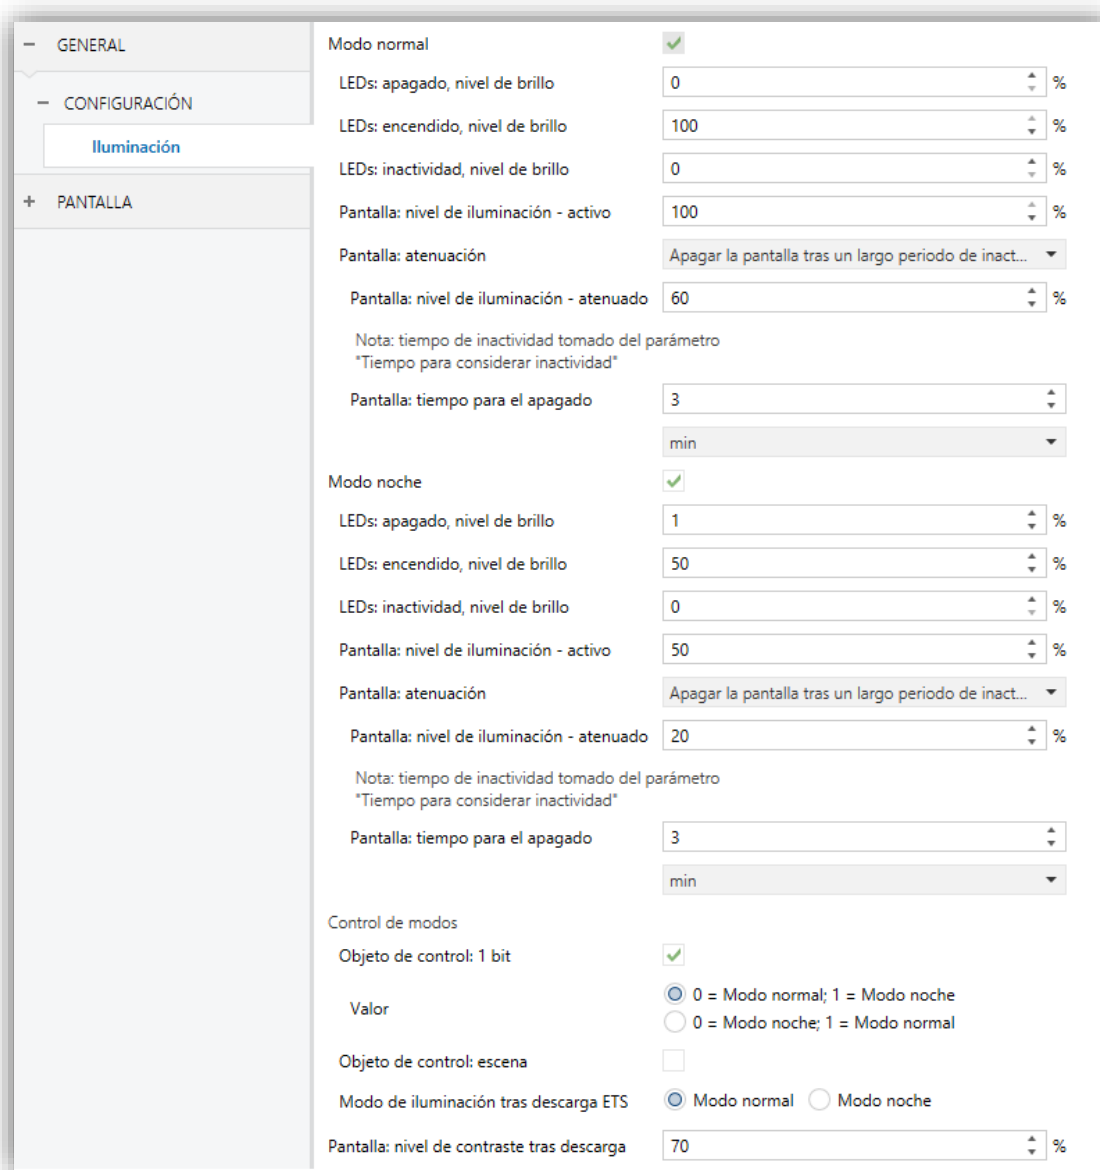 GENERAL
CONFIGURACIÓN
Iluminación
PANTALLA
Modo normal
LEDs: apagado, nivel de brillo 0 %
LEDs: encendido, nivel de brillo 100 %
LEDs: inactividad, nivel de brillo 0 %
Pantalla: nivel de iluminación - activo 100 %
Pantalla: atenuación Apagar la pantalla tras un largo periodo de inact...
Pantalla: nivel de iluminación - atenuado 60 %
Nota: tiempo de inactividad tomado del parámetro
"Tiempo para considerar inactividad"
Pantalla: tiempo para el apagado 3
min
Modo noche
LEDs: apagado, nivel de brillo 1 %
LEDs: encendido, nivel de brillo 50 %
LEDs: inactividad, nivel de brillo 0 %
Pantalla: nivel de iluminación - activo 50 %
Pantalla: atenuación Apagar la pantalla tras un largo periodo de inact...
Pantalla: nivel de iluminación - atenuado 20 %
Nota: tiempo de inactividad tomado del parámetro
"Tiempo para considerar inactividad"
Pantalla: tiempo para el apagado 3
min
Control de modos
Objeto de control: 1 bit
Valor
0 = Modo normal; 1 = Modo noche
0 = Modo noche; 1 = Modo normal
Objeto de control: escena
Modo de iluminación tras descarga ETS Modo normal Modo noche
Pantalla: nivel de contraste tras descarga 70 %